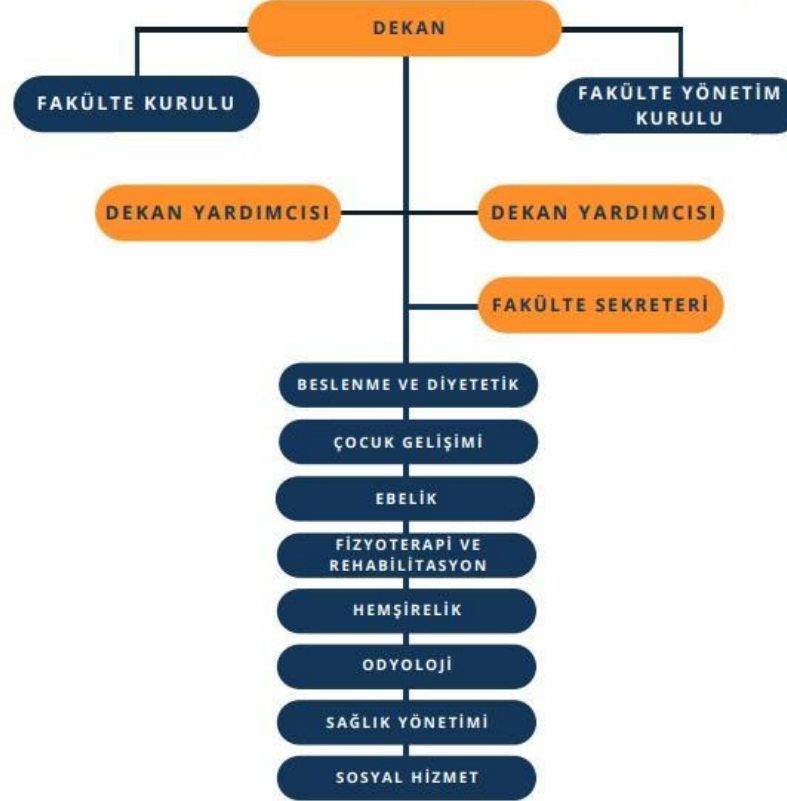 DEKAN
FAKÜLTE KURULU
FAKÜLTE YÖNETİM
KURULU
DEKAN YARDIMCISI
DEKAN YARDIMCISI
FAKÜLTE SEKRETERİ
BESLENME VE DİYETETİK
ÇOCUK GELİŞİMİ
EBELİK
FİZYOTERAPİ VE
REHABİLİTASYON
HEMŞİRELİK
ODYOLOJİ
SAĞLIK YÖNETİMİ
SOSYAL HİZMET